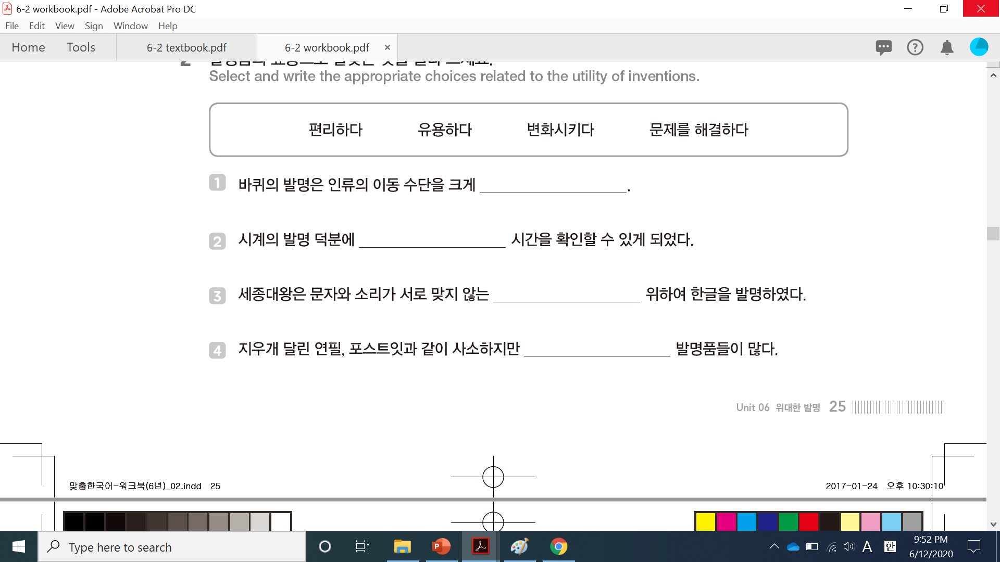 6-2 workbook.pdf - Adobe Acrobat Pro DC
File Edit View Sign Window Help
Home Tools 6-2 textbook.pdf 6-2 workbook.pdf ×
Select and write the appropriate choices related to the utility of inventions.
편리하다 유용하다 변화시키다 문제를 해결하다
1 바퀴의 발명은 인류의 이동 수단을 크게 ____________________.
2 시계의 발명 덕분에 ____________________ 시간을 확인할 수 있게 되었다.
3 세종대왕은 문자와 소리가 서로 맞지 않는 ____________________ 위하여 한글을 발명하였다.
4 지우개 달린 연필, 포스트잇과 같이 사소하지만 ____________________ 발명품들이 많다.
Unit 06 위대한 발명 25
맞춤한국어-워크북(6년)_02.indd 25
2017-01-24 오후 10:30:10
Type here to search
A 한
9:52 PM
6/12/2020